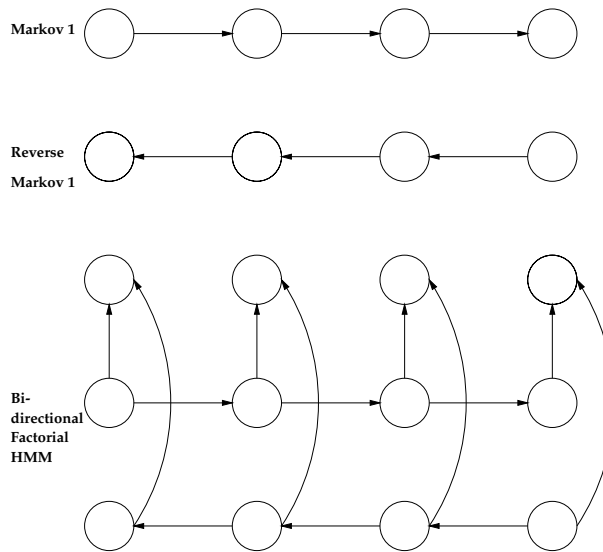 Markov 1
Reverse
Markov 1
Bi-
directional
Factorial
HMM